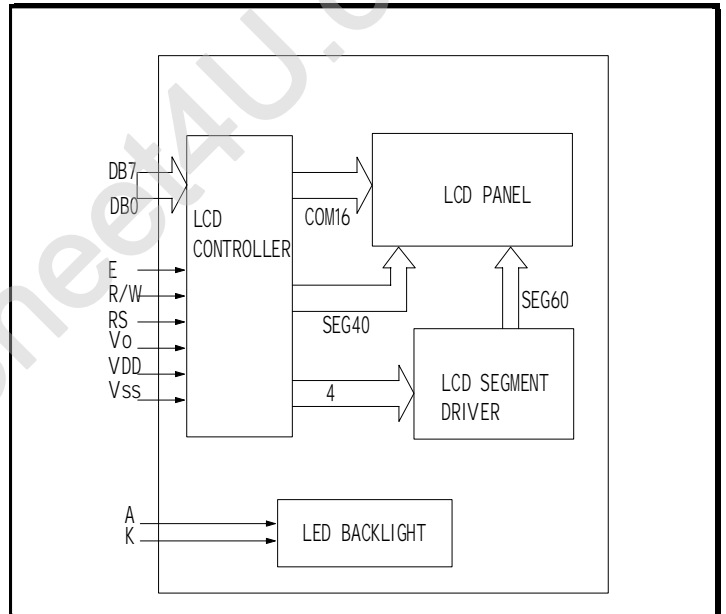 DB7
DB0
E
R/W
RS
Vo
VDD
Vss
LCD
CONTROLLER
COM16
SEG40
4
LCD PANEL
SEG60
LCD SEGMENT
DRIVER
A
K
LED BACKLIGHT